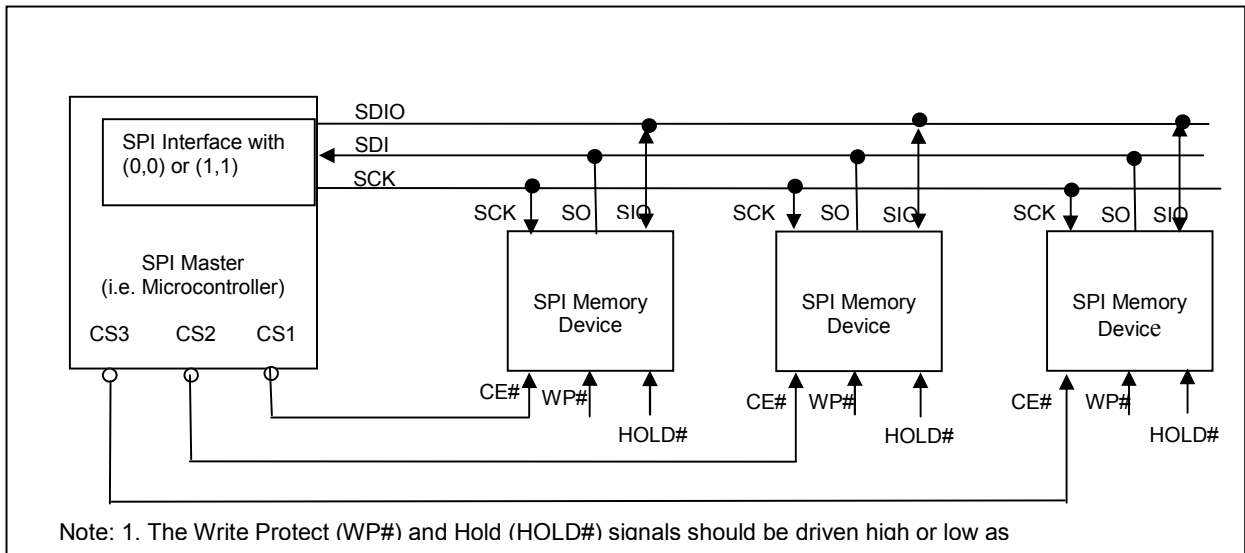 SDIO
SPI Interface with
(0,0) or (1,1)
SDI
SCK
SCK SO SIO
SCK SO SIO
SCK SO SIO
SPI Master
(i.e. Microcontroller)
SPI Memory
Device
SPI Memory
Device
SPI Memory
Device
CS3 CS2 CS1
CE# WP#
HOLD#
CE# WP#
HOLD#
CE# WP#
HOLD#
Note: 1. The Write Protect (WP#) and Hold (HOLD#) signals should be driven high or low as